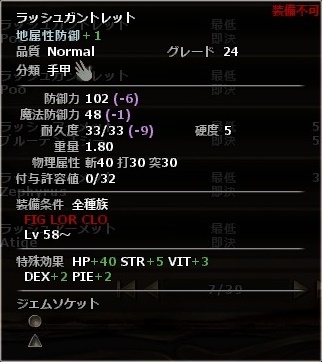 装備不可
ラッシュガントレット
地属性防御+1
品質 Normal グレード 24
分類 手甲
防御力 102 (-6)
魔法防御力 48 (-1)
耐久度 33/33 (-9) 硬度 5
重量 1.80
物理属性 斬40 打30 突30
付与許容値 0/32
装備条件 全種族
FIG LOR CLO
Lv 58～
特殊効果 HP+40 STR+5 VIT+3
DEX+2 PIE+2
ジェムソケット
7/39